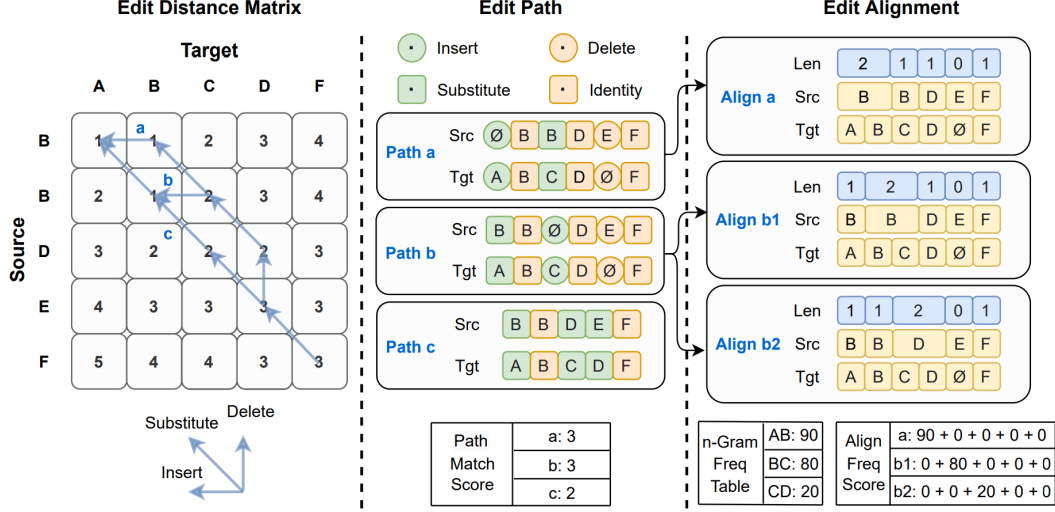 Edit Distance Matrix
Target
A B C D F
Source
B 1 1 2 3 4
B 2 1 2 3 4
D 3 2 2 2 3
E 4 3 3 3 3
F 5 4 4 3 3
a
b
c
Substitute
Delete
Insert
Edit Path
Insert
Delete
Substitute
Identity
Path a
Src Ø B B D E F
Tgt A B C D Ø F
Path b
Src B B Ø D E F
Tgt A B C D Ø F
Path c
Src B B D E F
Tgt A B C D F
Path Match Score
a: 3
b: 3
c: 2
Edit Alignment
Align a
Len 2 1 1 0 1
Src B B D E F
Tgt A B C D Ø F
Align b1
Len 1 2 1 0 1
Src B B D E F
Tgt A B C D Ø F
Align b2
Len 1 1 2 0 1
Src B B D E F
Tgt A B C D Ø F
n-Gram Freq Table
AB: 90
BC: 80
CD: 20
Align Freq Score
a: 90 + 0 + 0 + 0 + 0
b1: 0 + 80 + 0 + 0 + 0
b2: 0 + 0 + 20 + 0 + 0